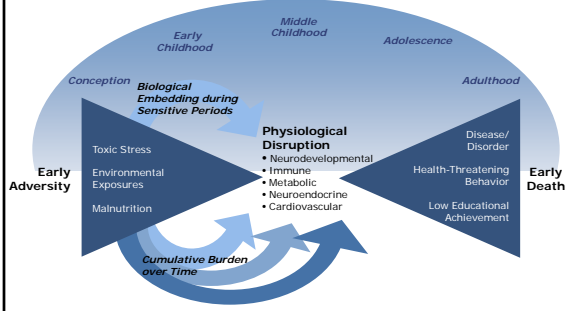 Middle
Childhood
Early
Childhood
Adolescence
Conception
Adulthood
Biological
Embedding during
Sensitive Periods
Physiological
Disruption
• Neurodevelopmental
• Immune
• Metabolic
• Neuroendocrine
• Cardiovascular
Early
Adversity
Toxic Stress
Environmental
Exposures
Malnutrition
Disease/
Disorder
Health-Threatening
Behavior
Low Educational
Achievement
Early
Death
Cumulative Burden
over Time